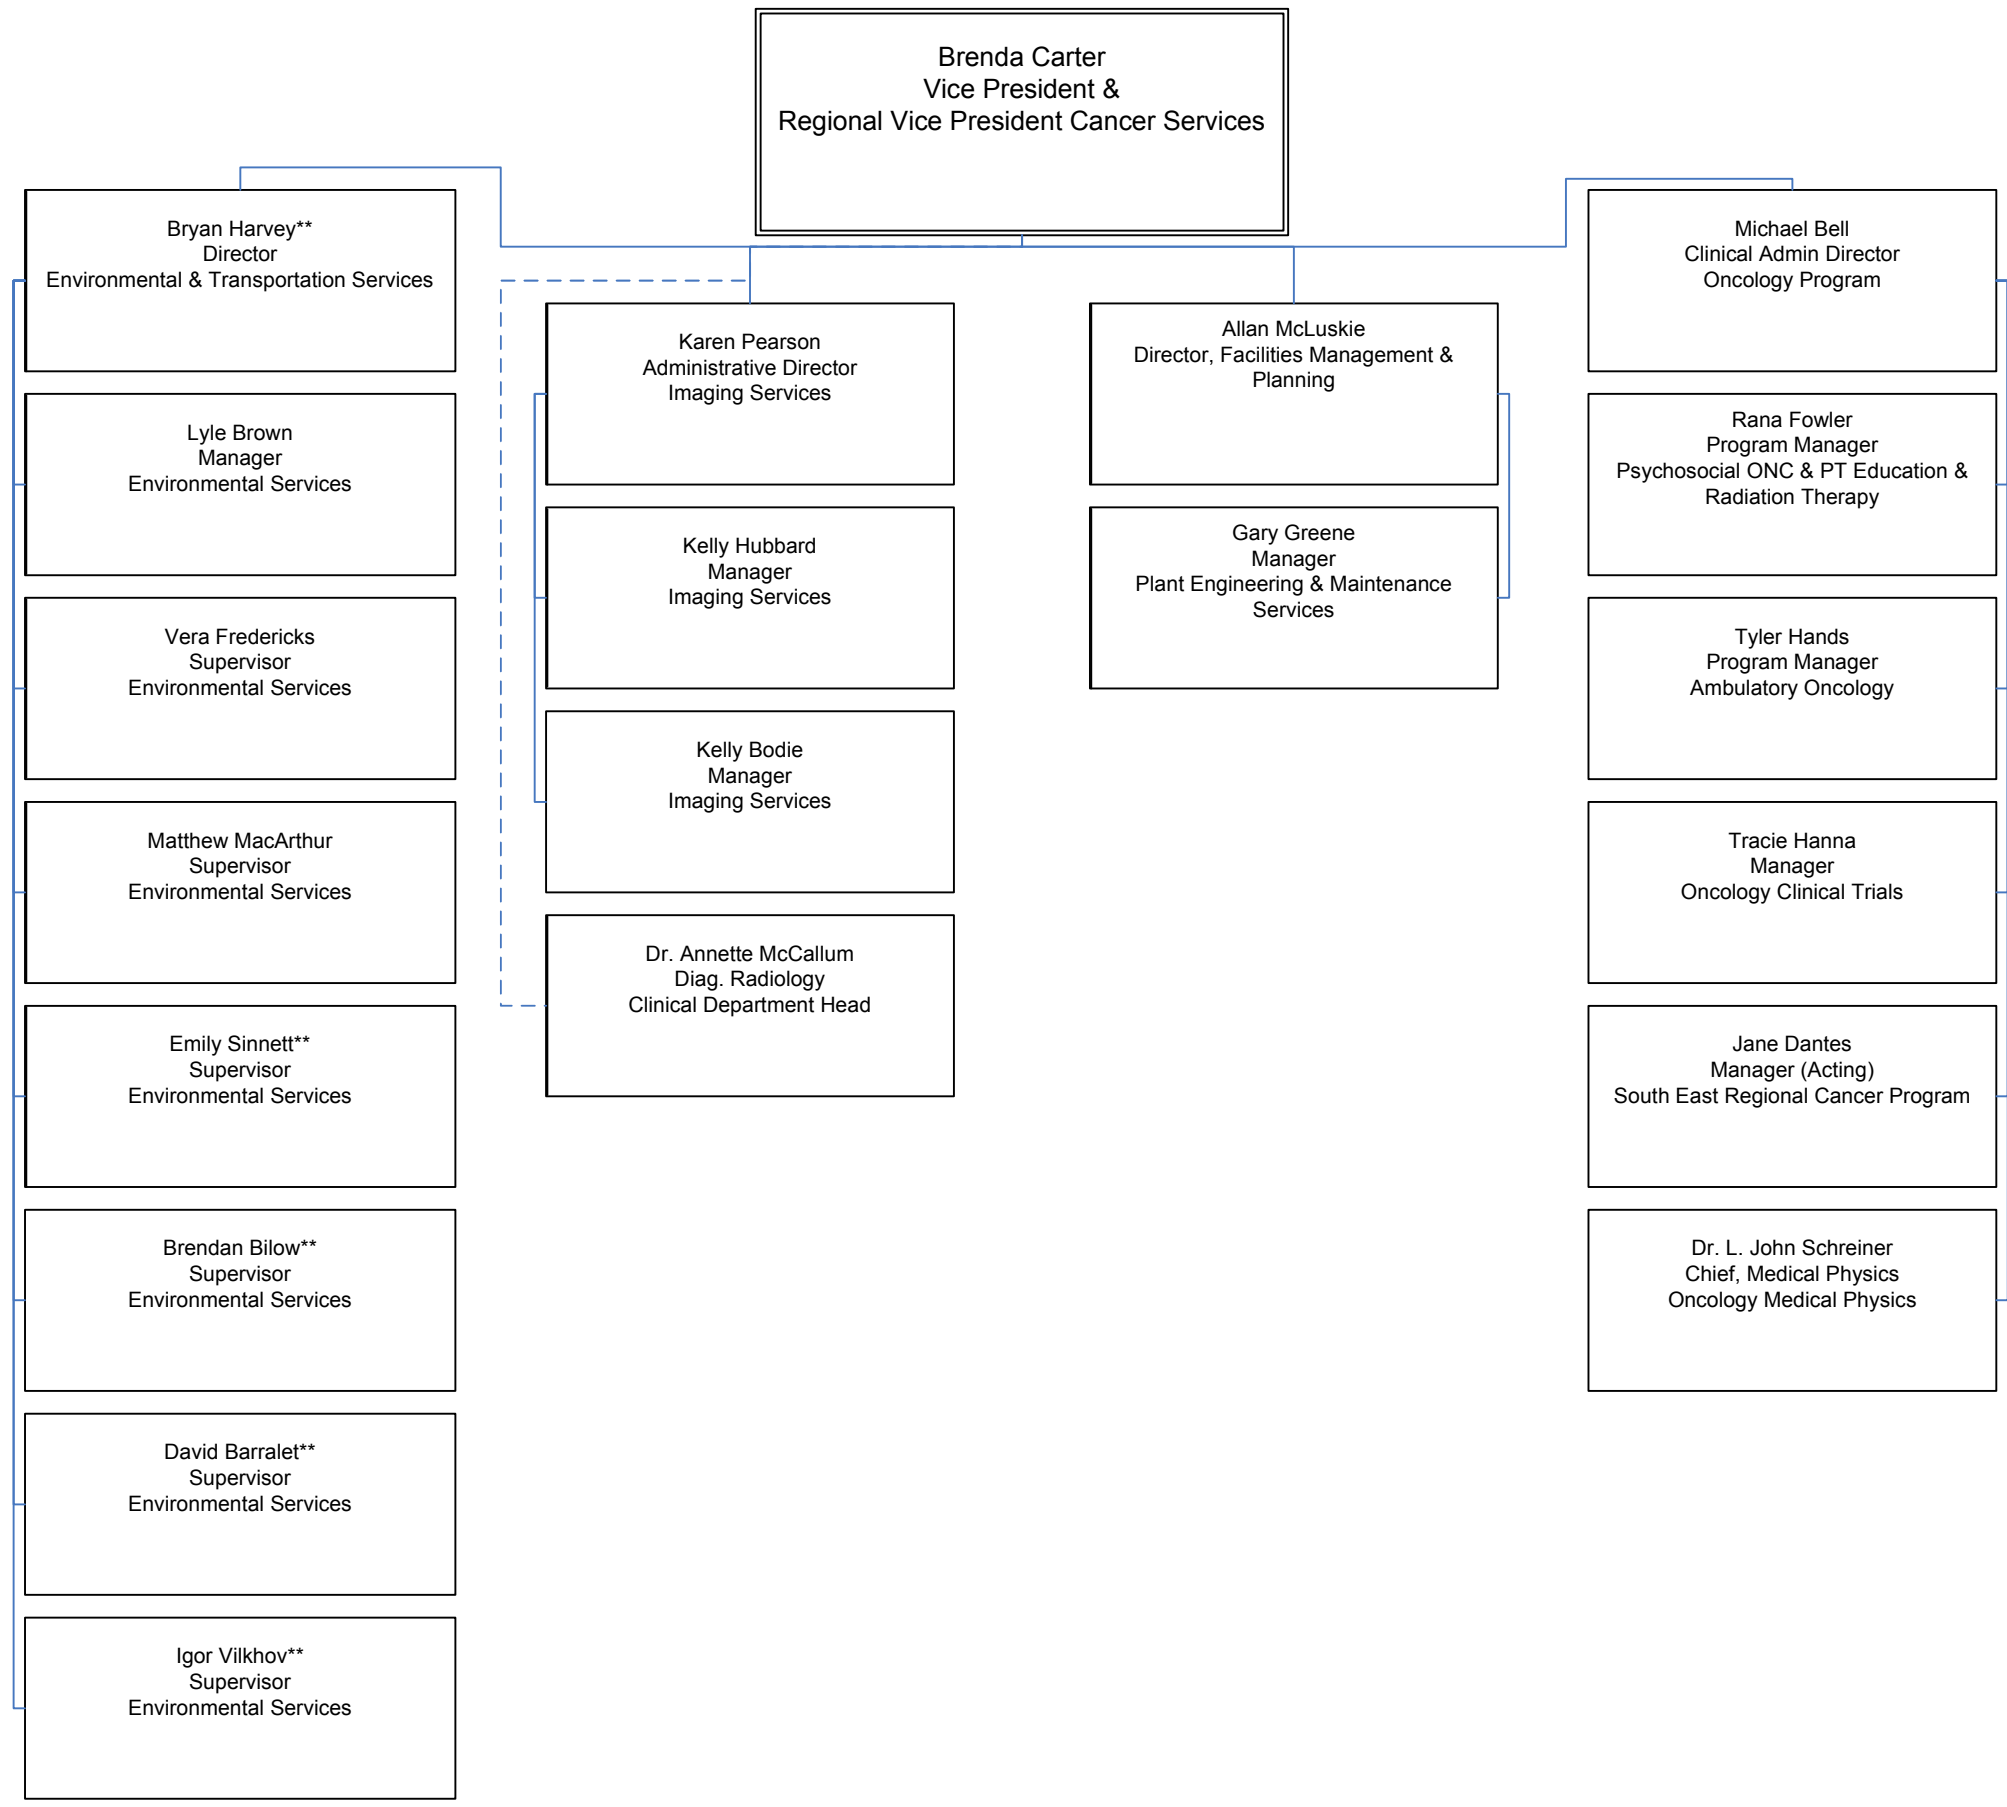 Brenda Carter
Vice President &
Regional Vice President Cancer Services
Bryan Harvey**
Director
Environmental & Transportation Services
Lyle Brown
Manager
Environmental Services
Vera Fredericks
Supervisor
Environmental Services
Matthew MacArthur
Supervisor
Environmental Services
Emily Sinnett**
Supervisor
Environmental Services
Brendan Bilow**
Supervisor
Environmental Services
David Barralet**
Supervisor
Environmental Services
Igor Vilkhov**
Supervisor
Environmental Services
Karen Pearson
Administrative Director
Imaging Services
Kelly Hubbard
Manager
Imaging Services
Kelly Bodie
Manager
Imaging Services
Dr. Annette McCallum
Diag. Radiology
Clinical Department Head
Allan McLuskie
Director, Facilities Management &
Planning
Gary Greene
Manager
Plant Engineering & Maintenance
Services
Michael Bell
Clinical Admin Director
Oncology Program
Rana Fowler
Program Manager
Psychosocial ONC & PT Education &
Radiation Therapy
Tyler Hands
Program Manager
Ambulatory Oncology
Tracie Hanna
Manager
Oncology Clinical Trials
Jane Dantes
Manager (Acting)
South East Regional Cancer Program
Dr. L. John Schreiner
Chief, Medical Physics
Oncology Medical Physics